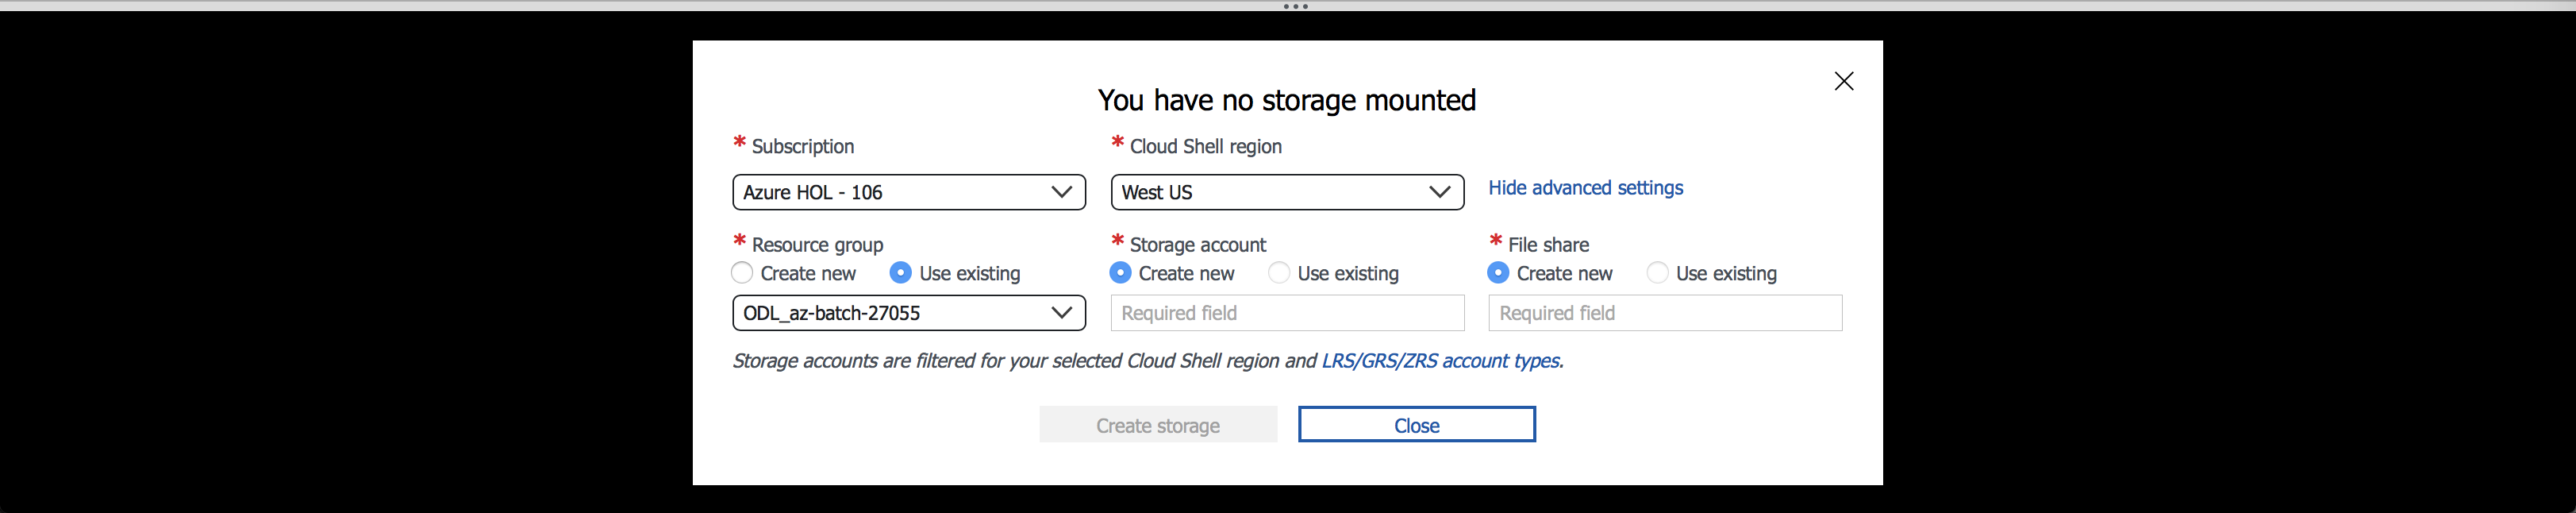 You have no storage mounted
* Subscription
* Cloud Shell region
Azure HOL - 106
West US
Hide advanced settings
* Resource group
* Storage account
* File share
Create new Use existing
Create new Use existing
Create new Use existing
ODL_az-batch-27055
Required field
Required field
Storage accounts are filtered for your selected Cloud Shell region and LRS/GRS/ZRS account types.
Create storage
Close